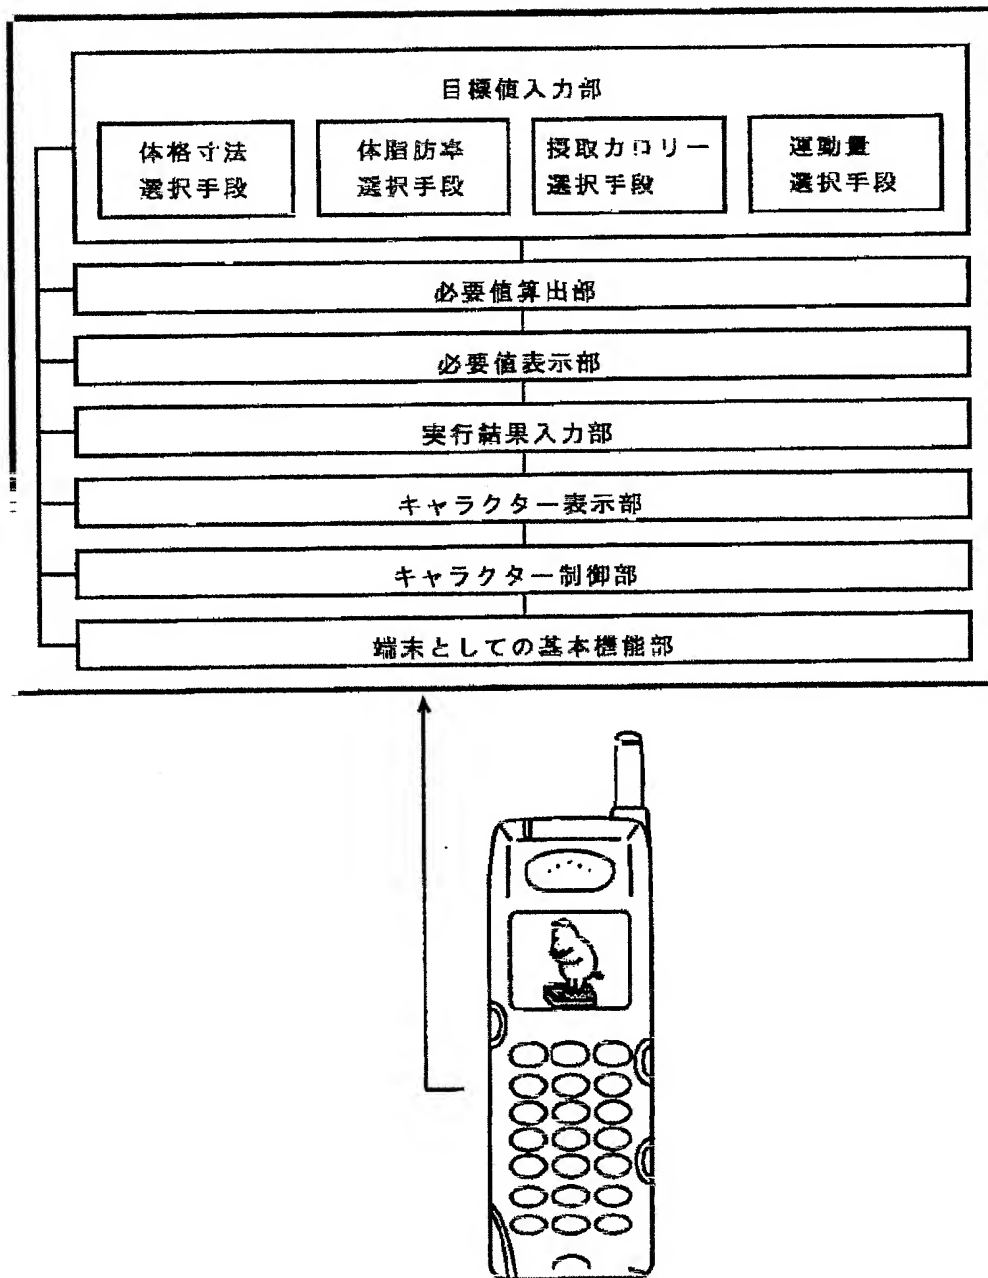 目標値入力部
体格寸法
選択手段
体脂肪率
選択手段
摂取カロリー
選択手段
運動量
選択手段
必要値算出部
必要値表示部
実行結果入力部
キャラクター表示部
キャラクター制御部
端末としての基本機能部